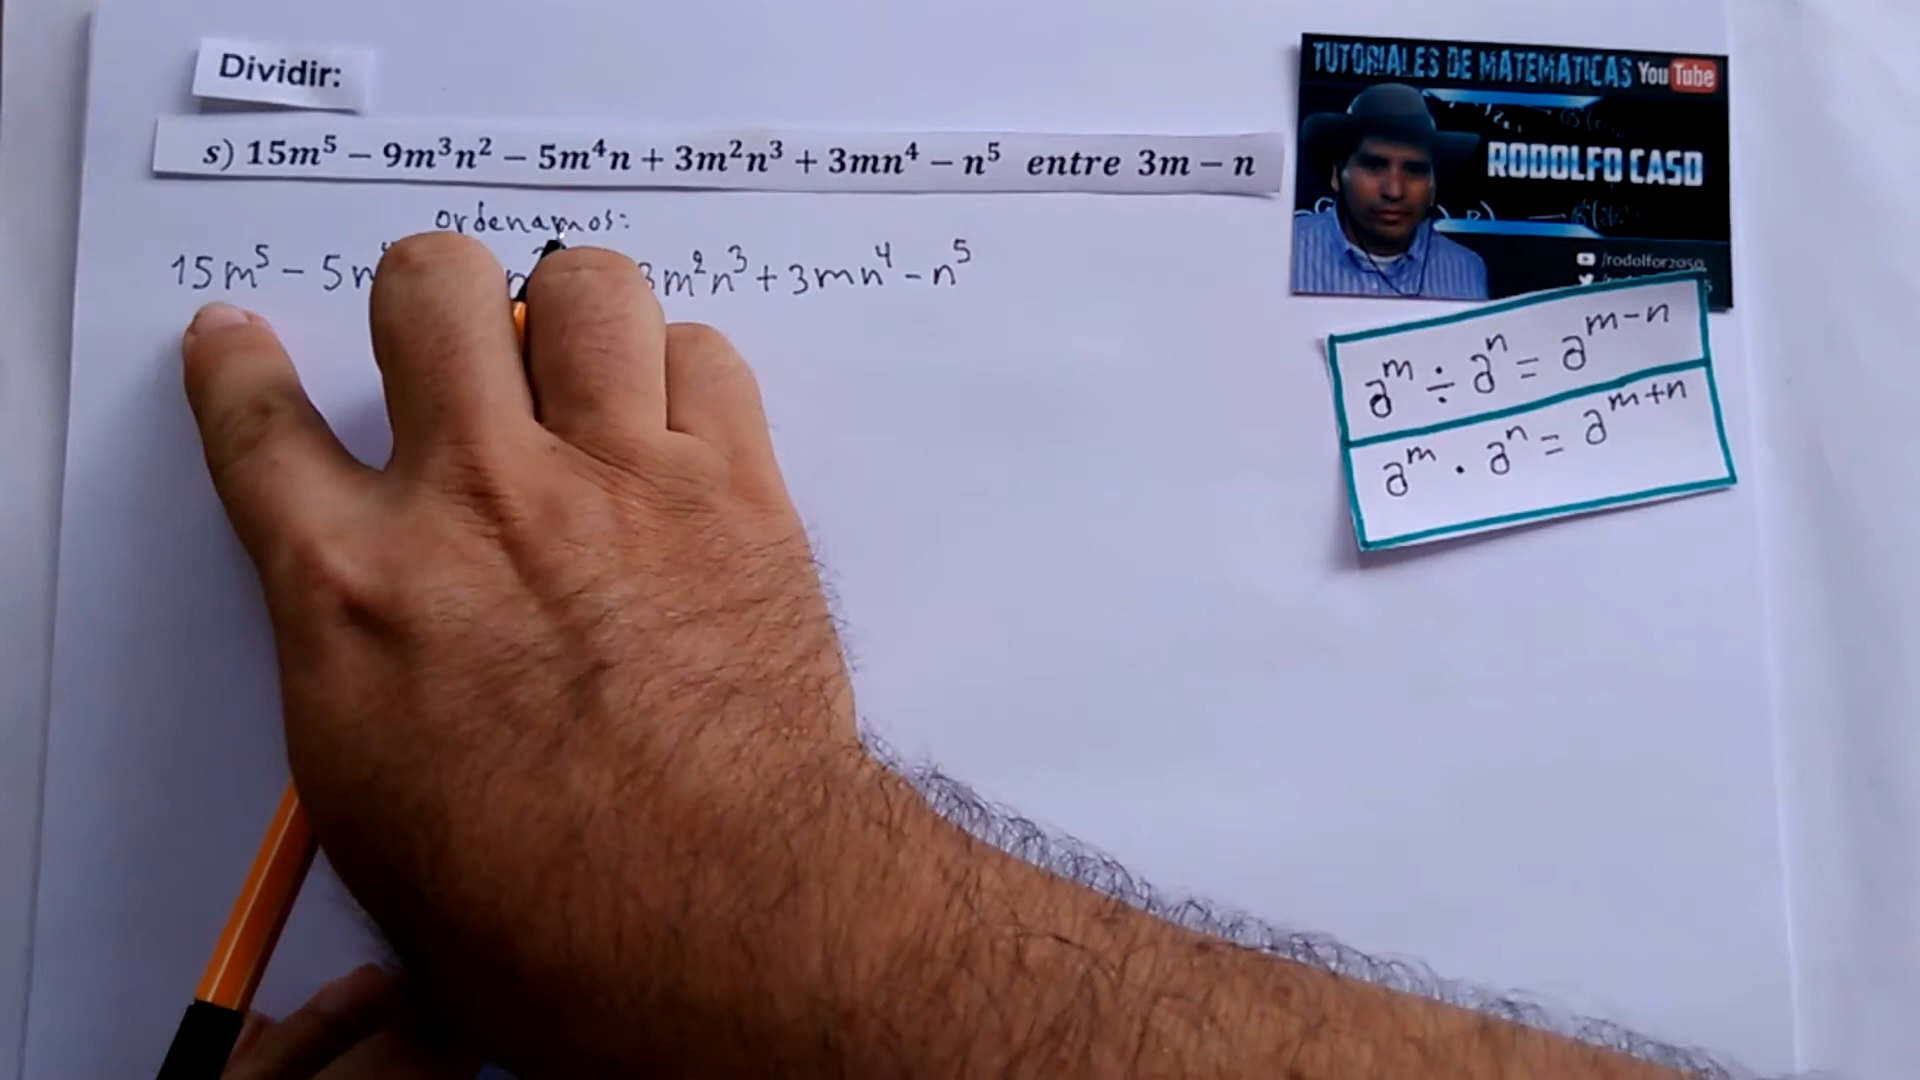 Dividir:
s) 15m⁵ − 9m³n² − 5m⁴n + 3m²n³ + 3mn⁴ − n⁵ entre 3m − n
ordenamos:
15m⁵ − 5m 3m²n³ + 3mn⁴ − n⁵
TUTORIALES DE MATEMATICAS YouTube
RODOLFO CASO
/rodolfor2050
aᵐ ÷ aⁿ = aᵐ⁻ⁿ
aᵐ · aⁿ = aᵐ⁺ⁿ